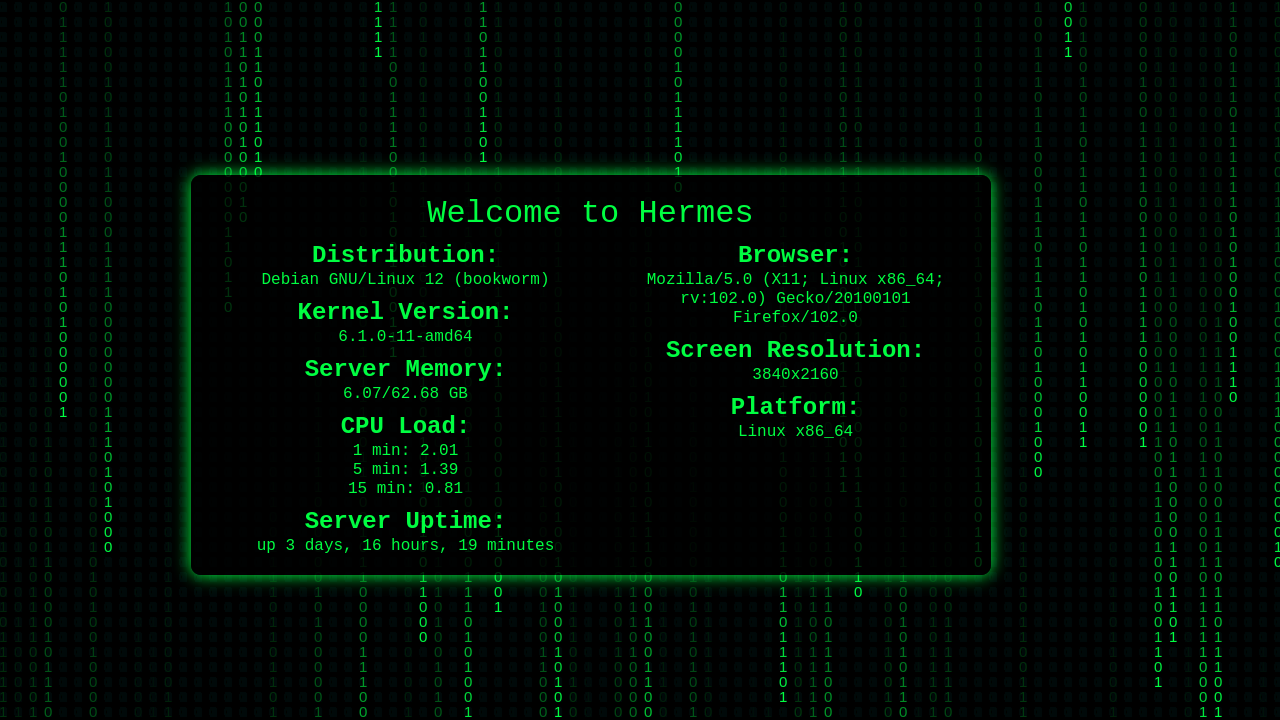 Welcome to Hermes
Distribution:
Debian GNU/Linux 12 (bookworm)
Kernel Version:
6.1.0-11-amd64
Server Memory:
6.07/62.68 GB
CPU Load:
1 min: 2.01
5 min: 1.39
15 min: 0.81
Server Uptime:
up 3 days, 16 hours, 19 minutes
Browser:
Mozilla/5.0 (X11; Linux x86_64;
rv:102.0) Gecko/20100101
Firefox/102.0
Screen Resolution:
3840x2160
Platform:
Linux x86_64